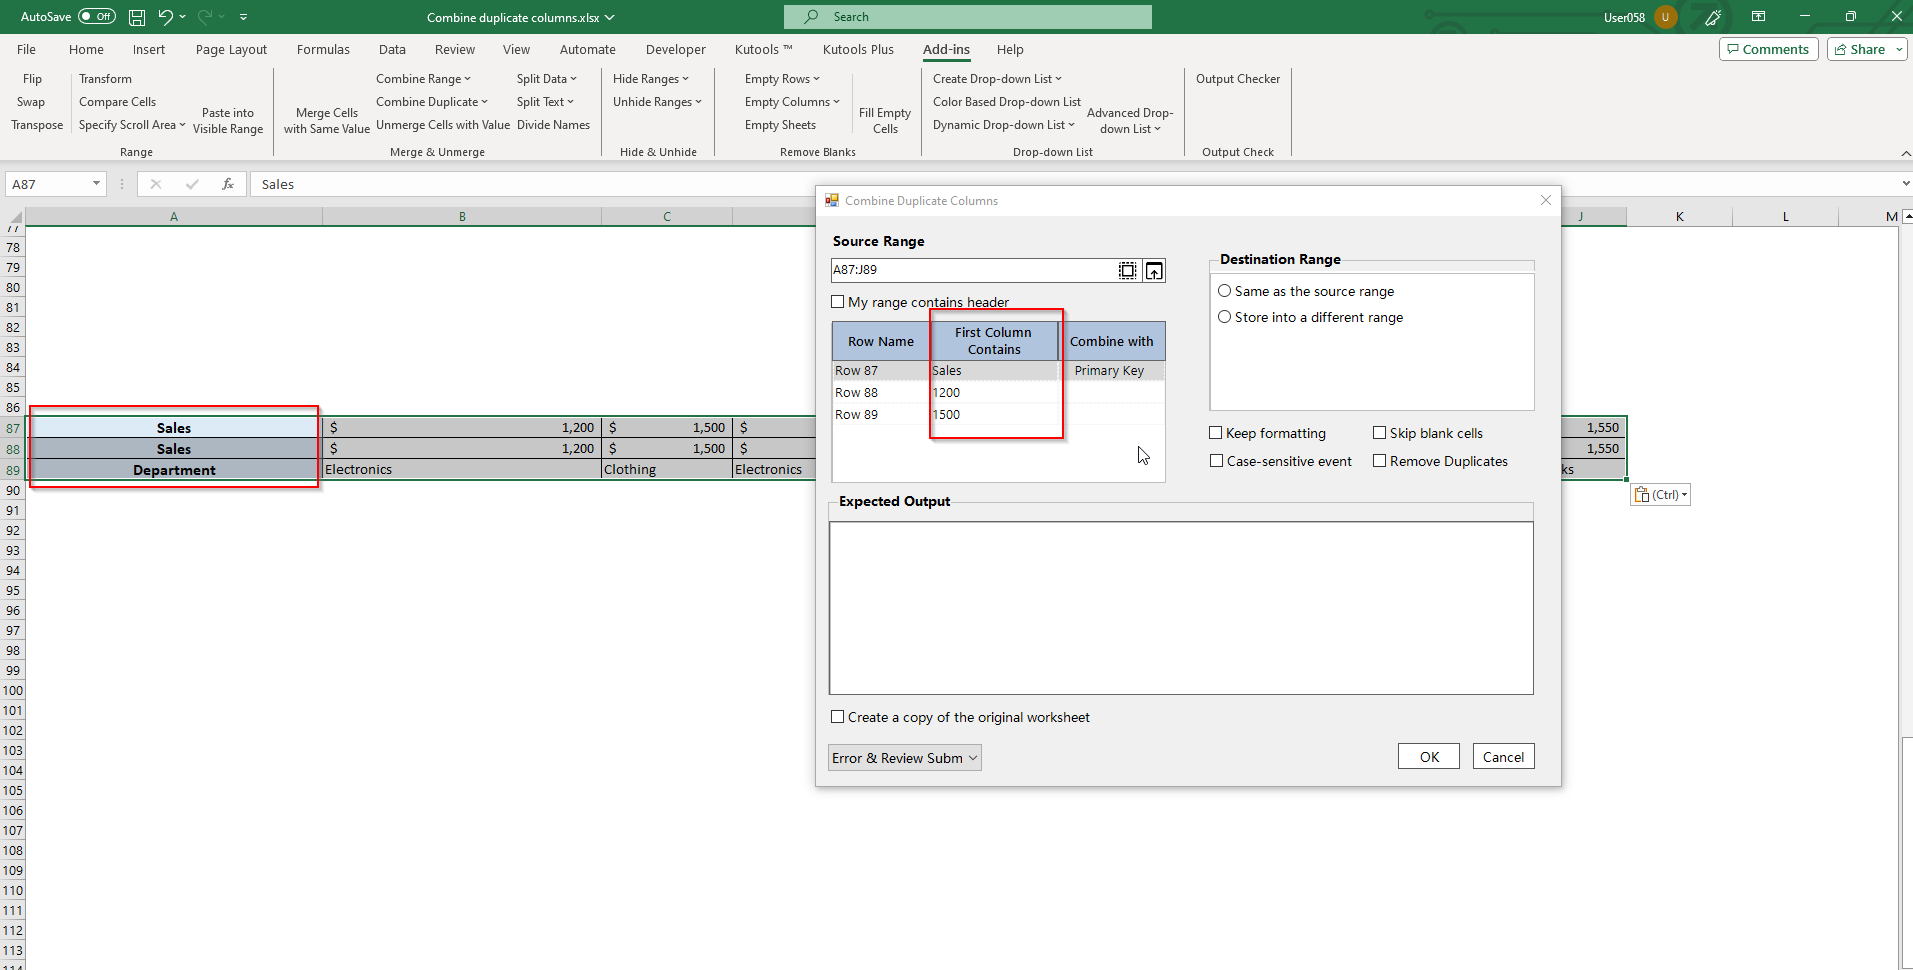 AutoSave Off Combine duplicate columns.xlsx Search User058 U
File Home Insert Page Layout Formulas Data Review View Automate Developer Kutools ™ Kutools Plus Add-ins Help Comments Share
Flip Transform Combine Range Split Data Hide Ranges Empty Rows Create Drop-down List Output Checker
Swap Compare Cells Combine Duplicate Split Text Unhide Ranges Empty Columns Color Based Drop-down List
Paste into Merge Cells Fill Empty Advanced Drop-
Transpose Specify Scroll Area Visible Range with Same Value Unmerge Cells with Value Divide Names Empty Sheets Cells Dynamic Drop-down List down List
Range Merge & Unmerge Hide & Unhide Remove Blanks Drop-down List Output Check
A87 fx Sales
A B C J K L M
77
78
79
80
81
82
83
84
85
86
87 Sales $ 1,200 $ 1,500 $ 1,550
88 Sales $ 1,200 $ 1,500 $ 1,550
89 Department Electronics Clothing Electronics ks
90
91
92
93
94
95
96
97
98
99
100
101
102
103
104
105
106
107
108
109
110
111
112
113
114
(Ctrl)
Combine Duplicate Columns
Source Range
A87:J89
My range contains header
Row Name First Column Contains Combine with
Row 87 Sales Primary Key
Row 88 1200
Row 89 1500
Destination Range
Same as the source range
Store into a different range
Keep formatting Skip blank cells
Case-sensitive event Remove Duplicates
Expected Output
Create a copy of the original worksheet
Error & Review Subm OK Cancel